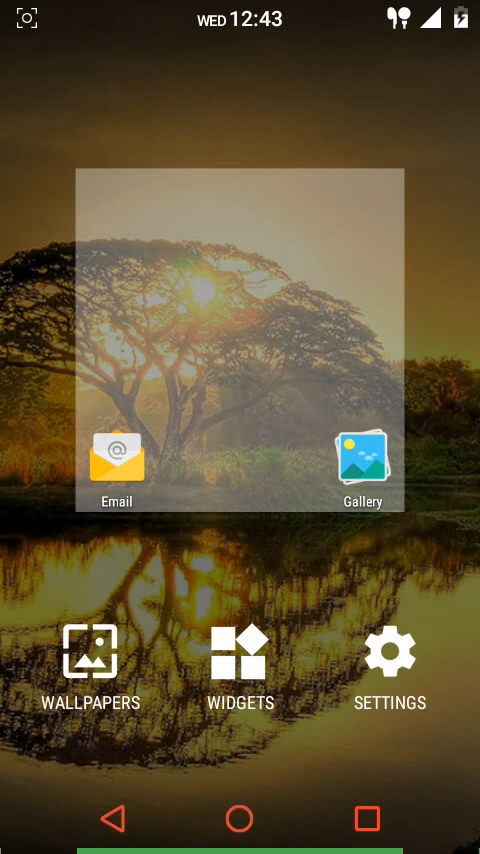 WED 12:43
@
Email
Gallery
WALLPAPERS
WIDGETS
SETTINGS